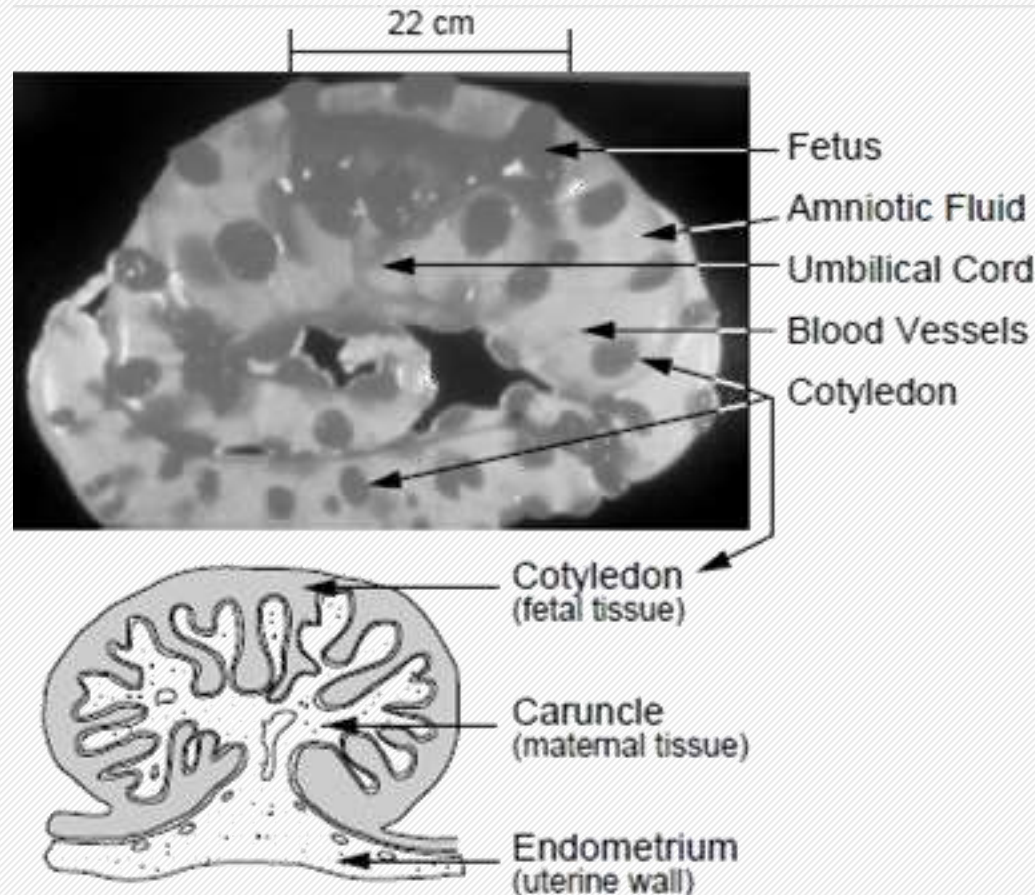 22 cm
Fetus
Amniotic Fluid
Umbilical Cord
Blood Vessels
Cotyledon
Cotyledon
(fetal tissue)
Caruncle
(maternal tissue)
Endometrium
(uterine wall)